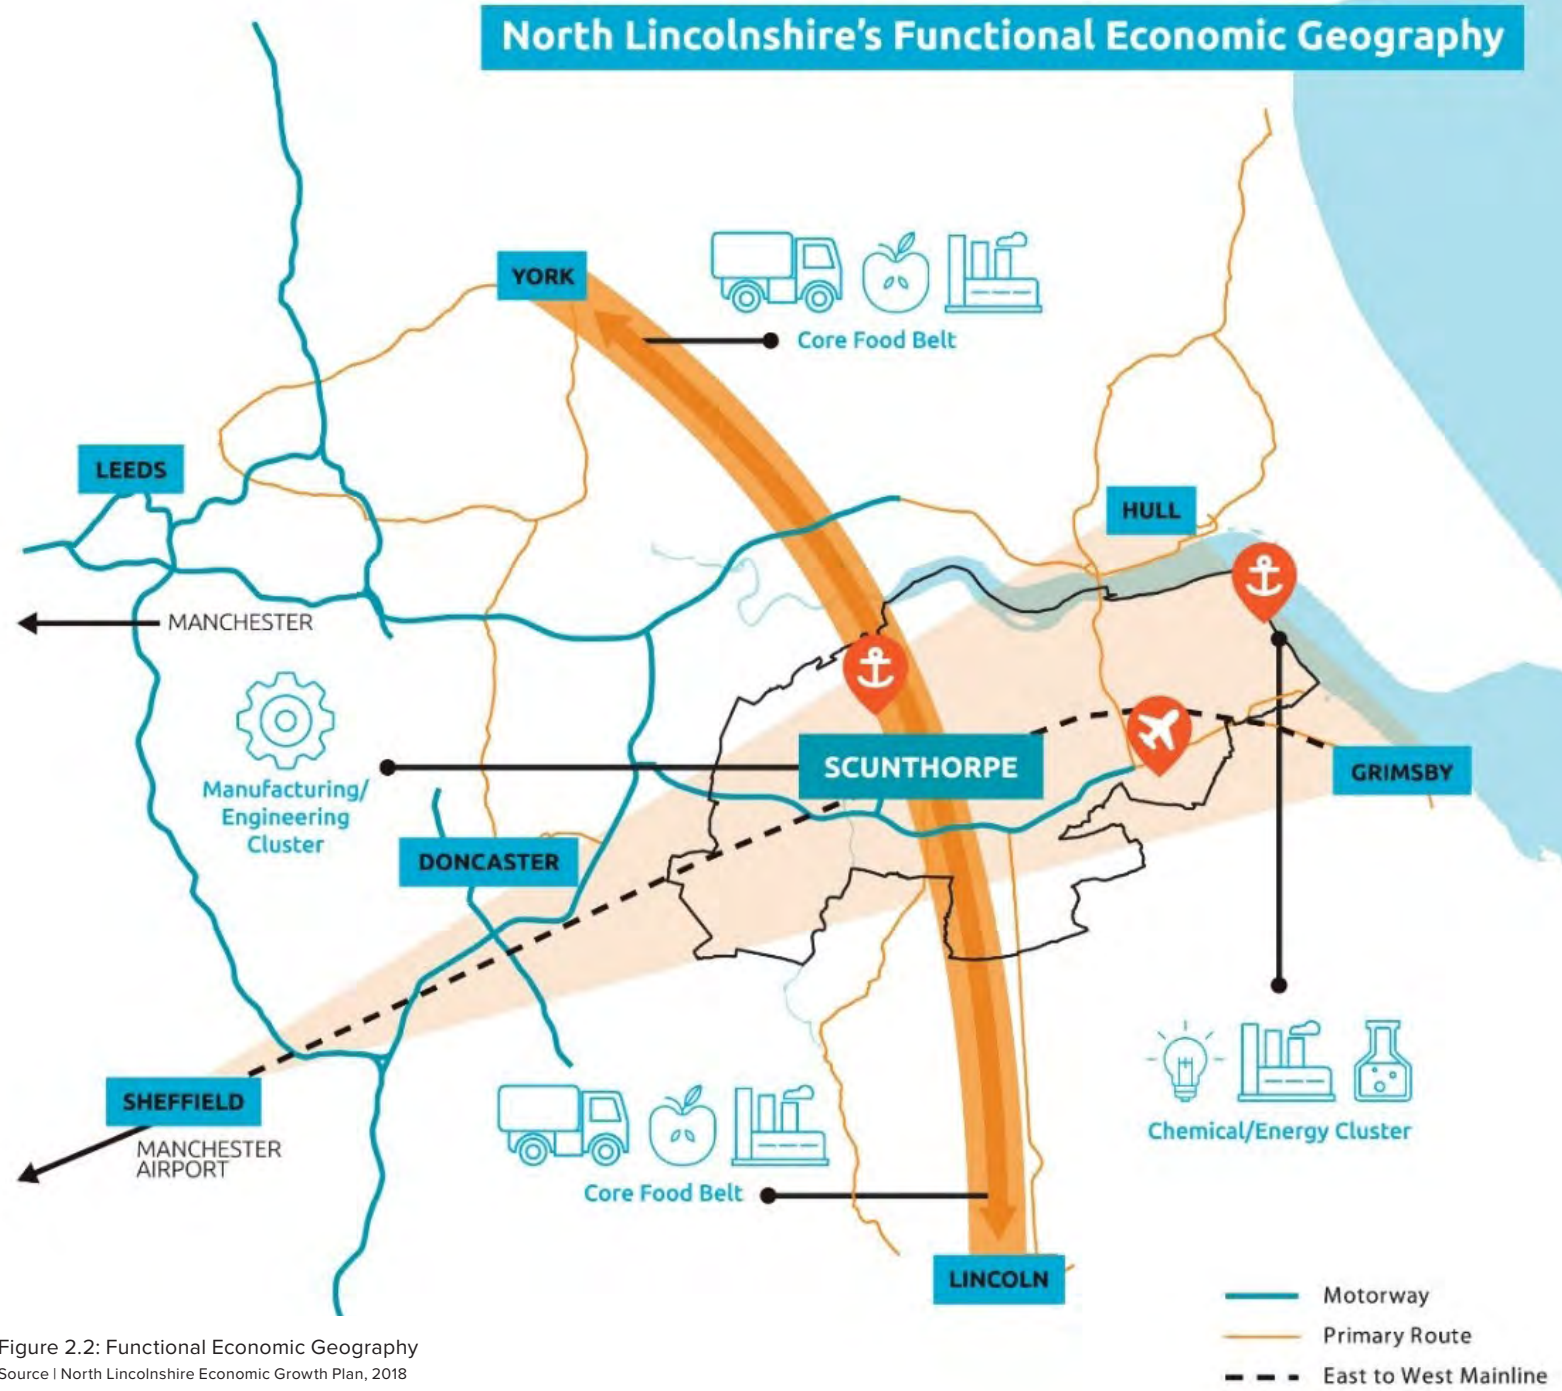 North Lincolnshire's Functional Economic Geography
YORK
Core Food Belt
LEEDS
HULL
MANCHESTER
Manufacturing/
Engineering
Cluster
SCUNTHORPE
GRIMSBY
DONCASTER
SHEFFIELD
MANCHESTER
AIRPORT
Chemical/Energy Cluster
Core Food Belt
LINCOLN
Motorway
Primary Route
East to West Mainline
Figure 2.2: Functional Economic Geography
Source | North Lincolnshire Economic Growth Plan, 2018